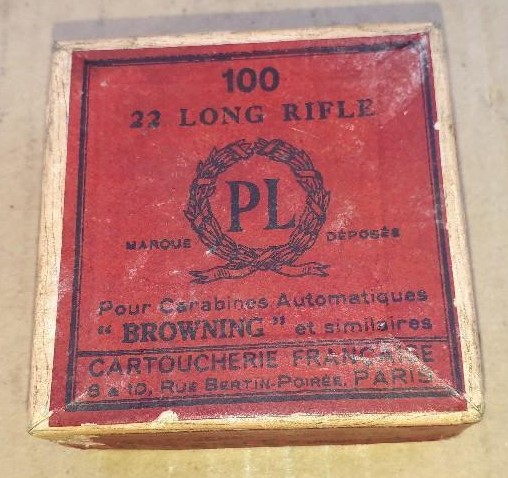 100
22 LONG RIFLE
PL
MARQUE DÉPOSÉE
Pour Carabines Automatiques
“ BROWNING ” et similaires
CARTOUCHERIE FRANÇAISE
8 & 10, RUE BERTIN-POIRÉE, PARIS